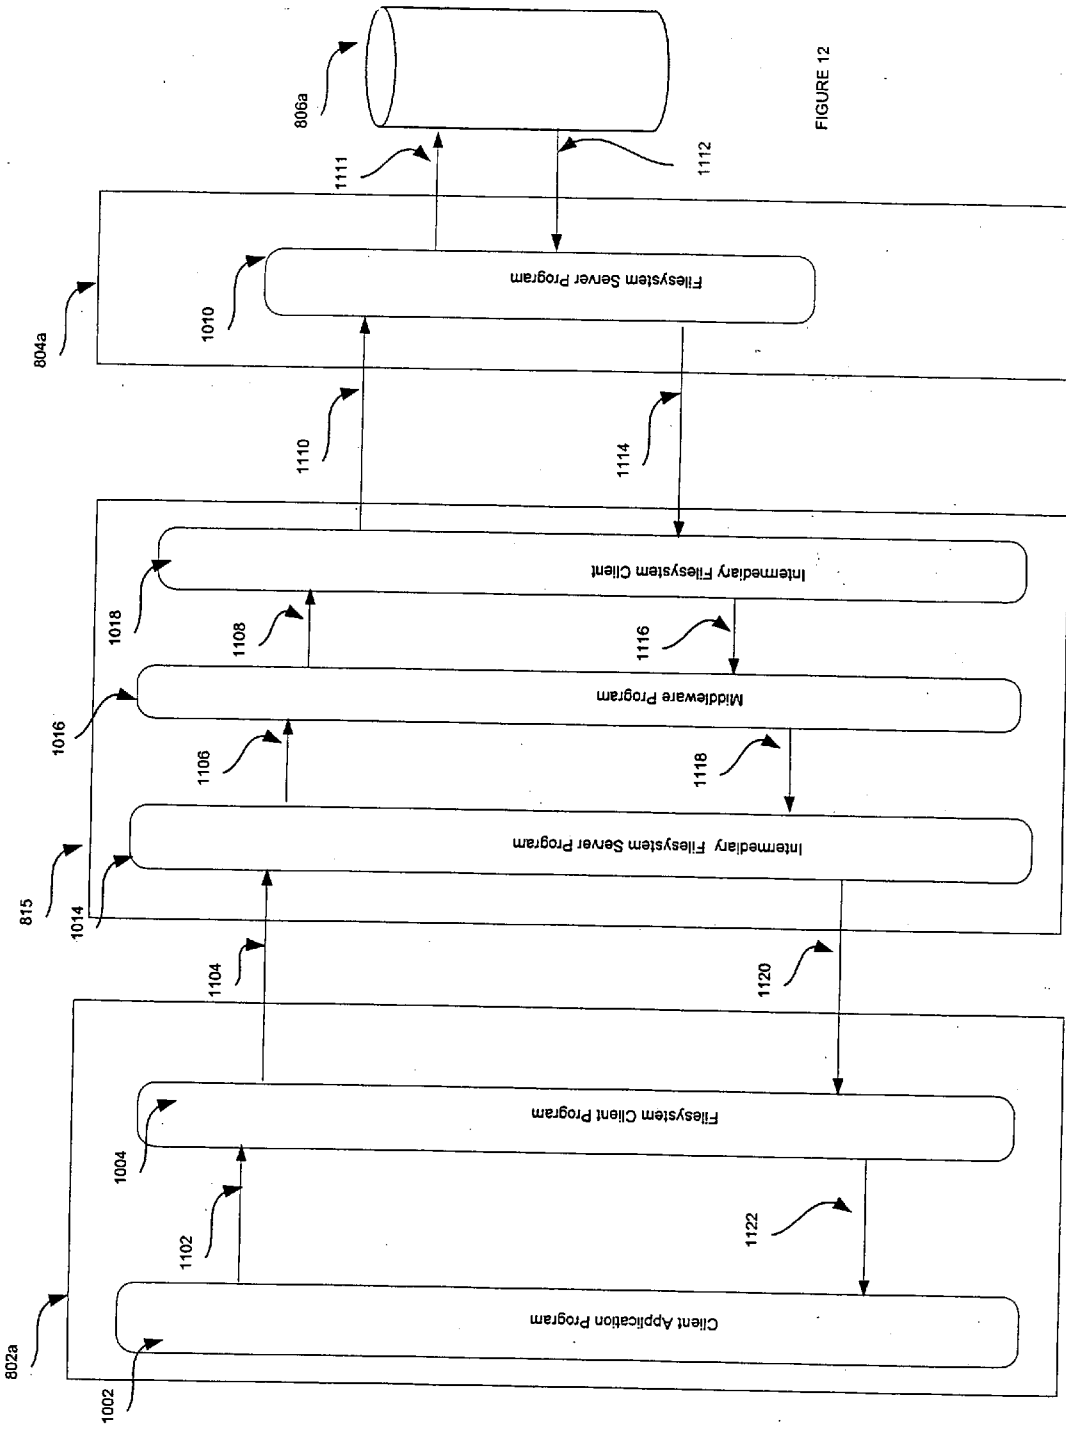 806a
1111
1112
FIGURE 12
804a
1010
Filesystem Server Program
1110
1114
1018
Intermediary Filesystem Client
1108
1116
1016
Middleware Program
1106
1118
815
1014
Intermediary Filesystem Server Program
1104
1120
1004
Filesystem Client Program
1102
1122
802a
1002
Client Application Program